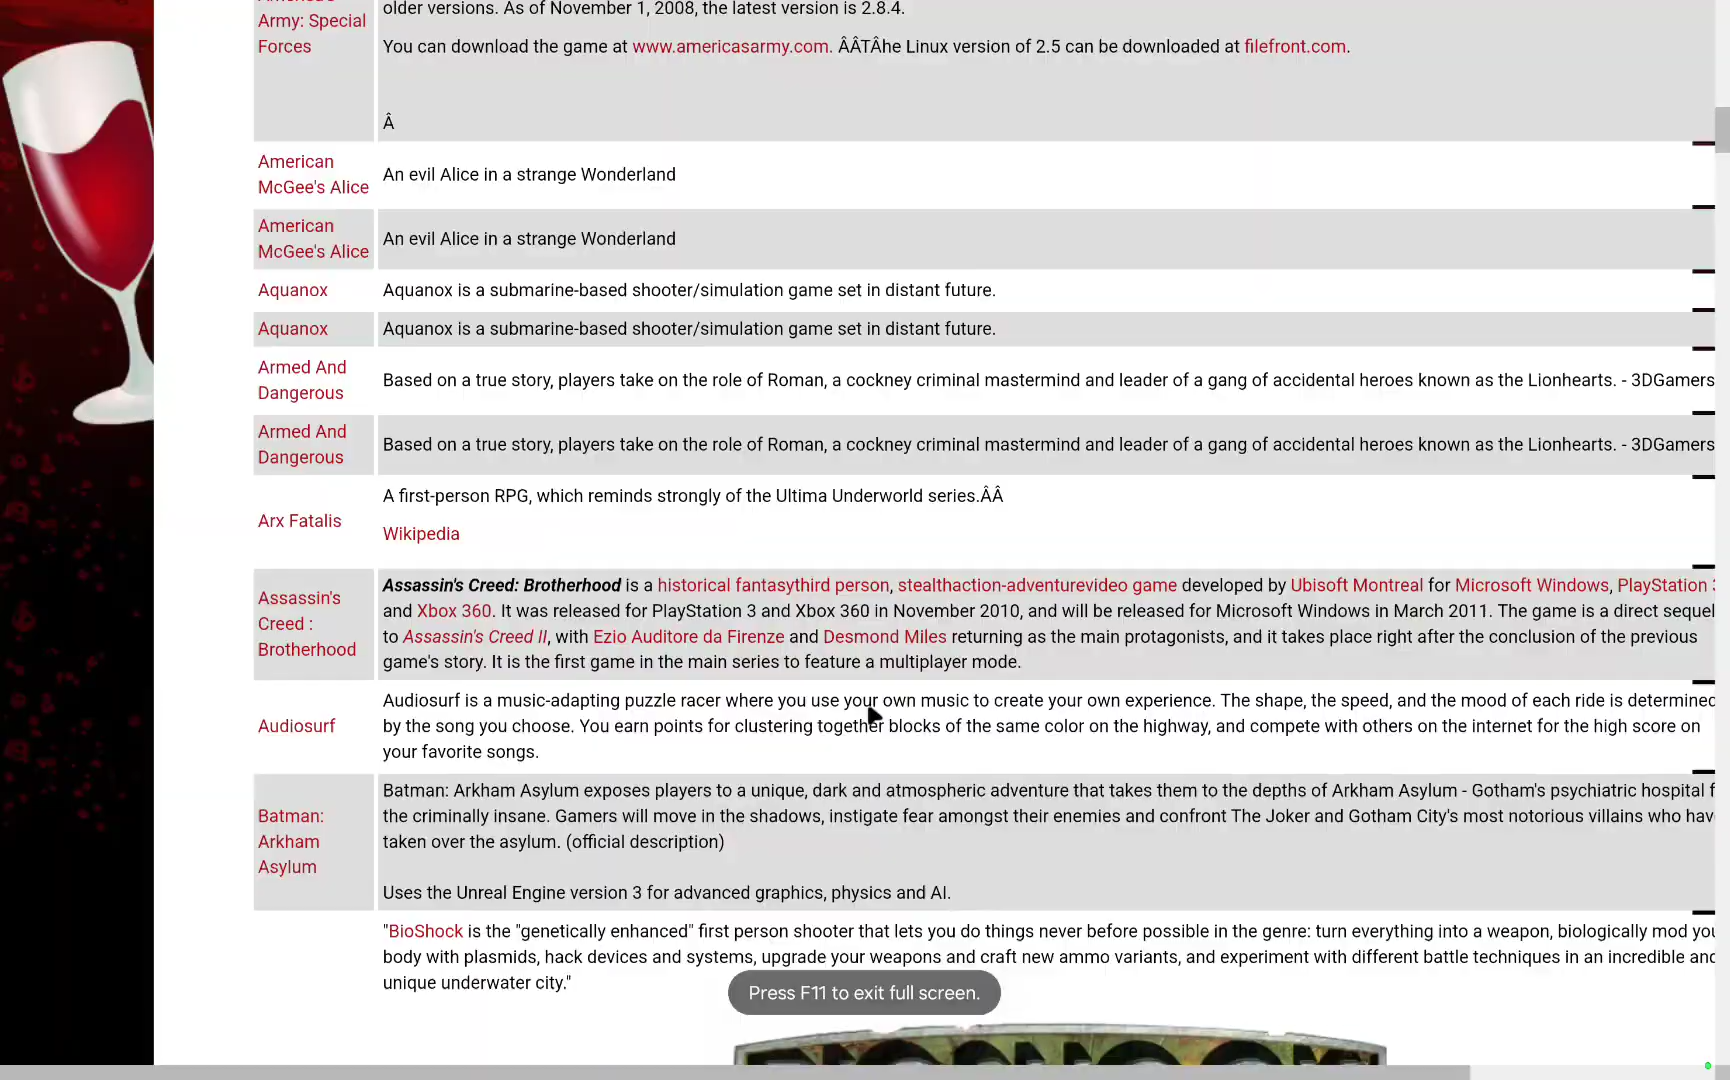 Army: Special
Forces
older versions. As of November 1, 2008, the latest version is 2.8.4.
You can download the game at www.americasarmy.com. ÂÂTÂhe Linux version of 2.5 can be downloaded at filefront.com.
Â
American
McGee's Alice
An evil Alice in a strange Wonderland
American
McGee's Alice
An evil Alice in a strange Wonderland
Aquanox
Aquanox is a submarine-based shooter/simulation game set in distant future.
Aquanox
Aquanox is a submarine-based shooter/simulation game set in distant future.
Armed And
Dangerous
Based on a true story, players take on the role of Roman, a cockney criminal mastermind and leader of a gang of accidental heroes known as the Lionhearts. - 3DGamers
Armed And
Dangerous
Based on a true story, players take on the role of Roman, a cockney criminal mastermind and leader of a gang of accidental heroes known as the Lionhearts. - 3DGamers
Arx Fatalis
A first-person RPG, which reminds strongly of the Ultima Underworld series.ÂÂ
Wikipedia
Assassin's
Creed :
Brotherhood
Assassin's Creed: Brotherhood is a historical fantasythird person, stealthaction-adventurevideo game developed by Ubisoft Montreal for Microsoft Windows, PlayStation 3
and Xbox 360. It was released for PlayStation 3 and Xbox 360 in November 2010, and will be released for Microsoft Windows in March 2011. The game is a direct sequel
to Assassin's Creed II, with Ezio Auditore da Firenze and Desmond Miles returning as the main protagonists, and it takes place right after the conclusion of the previous
game's story. It is the first game in the main series to feature a multiplayer mode.
Audiosurf
Audiosurf is a music-adapting puzzle racer where you use your own music to create your own experience. The shape, the speed, and the mood of each ride is determined
by the song you choose. You earn points for clustering together blocks of the same color on the highway, and compete with others on the internet for the high score on
your favorite songs.
Batman:
Arkham
Asylum
Batman: Arkham Asylum exposes players to a unique, dark and atmospheric adventure that takes them to the depths of Arkham Asylum - Gotham's psychiatric hospital f
the criminally insane. Gamers will move in the shadows, instigate fear amongst their enemies and confront The Joker and Gotham City's most notorious villains who hav
taken over the asylum. (official description)
Uses the Unreal Engine version 3 for advanced graphics, physics and AI.
"BioShock is the "genetically enhanced" first person shooter that lets you do things never before possible in the genre: turn everything into a weapon, biologically mod you
body with plasmids, hack devices and systems, upgrade your weapons and craft new ammo variants, and experiment with different battle techniques in an incredible and
unique underwater city."
Press F11 to exit full screen.